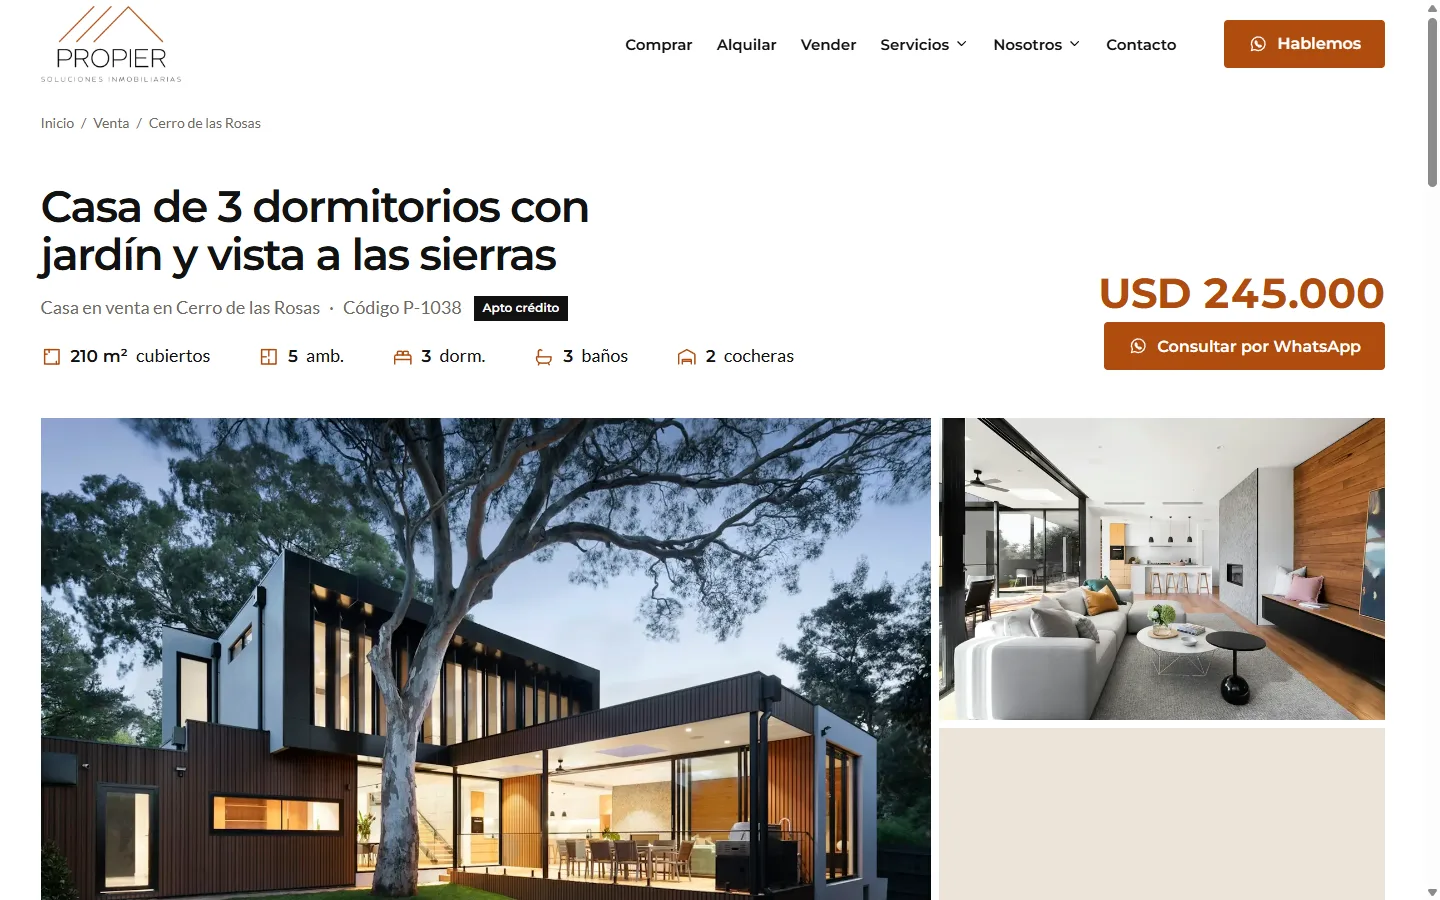 PROPIER
SOLUCIONES INMOBILIARIAS
Comprar
Alquilar
Vender
Servicios
Nosotros
Contacto
Hablemos
Inicio / Venta / Cerro de las Rosas
Casa de 3 dormitorios con
jardín y vista a las sierras
Casa en venta en Cerro de las Rosas · Código P-1038
Apto crédito
210 m² cubiertos
5 amb.
3 dorm.
3 baños
2 cocheras
USD 245.000
Consultar por WhatsApp